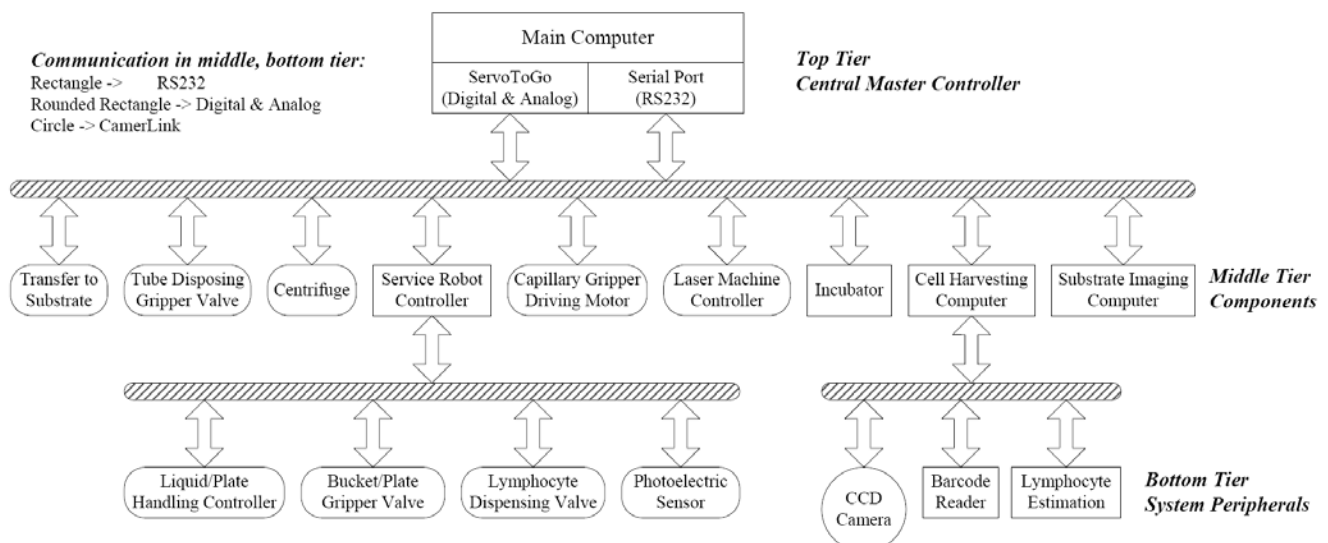 Main Computer
ServoToGo
(Digital & Analog)
Serial Port
(RS232)
Communication in middle, bottom tier:
Rectangle -> RS232
Rounded Rectangle -> Digital & Analog
Circle -> CamerLink
Top Tier
Central Master Controller
Transfer to
Substrate
Tube Disposing
Gripper Valve
Centrifuge
Service Robot
Controller
Capillary Gripper
Driving Motor
Laser Machine
Controller
Incubator
Cell Harvesting
Computer
Substrate Imaging
Computer
Middle Tier
Components
Liquid/Plate
Handling Controller
Bucket/Plate
Gripper Valve
Lymphocyte
Dispensing Valve
Photoelectric
Sensor
CCD
Camera
Barcode
Reader
Lymphocyte
Estimation
Bottom Tier
System Peripherals